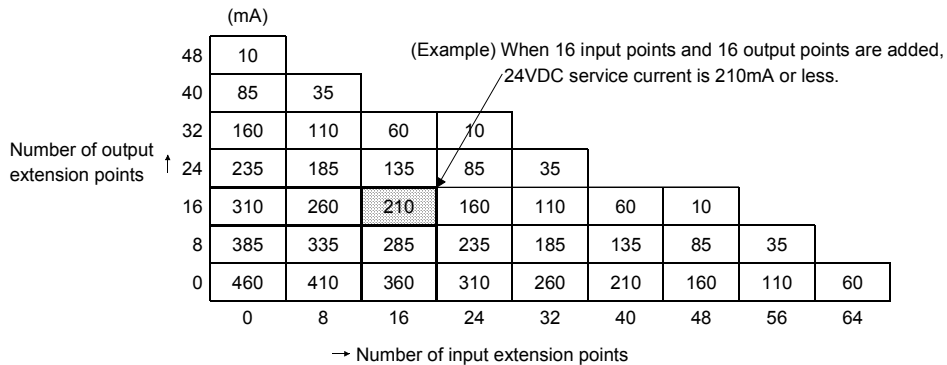 (mA)
(Example) When 16 input points and 16 output points are added,
24VDC service current is 210mA or less.
Number of output
extension points
48 10
40 85 35
32 160 110 60 10
24 235 185 135 85 35
16 310 260 210 160 110 60 10
8 385 335 285 235 185 135 85 35
0 460 410 360 310 260 210 160 110 60
0 8 16 24 32 40 48 56 64
→ Number of input extension points